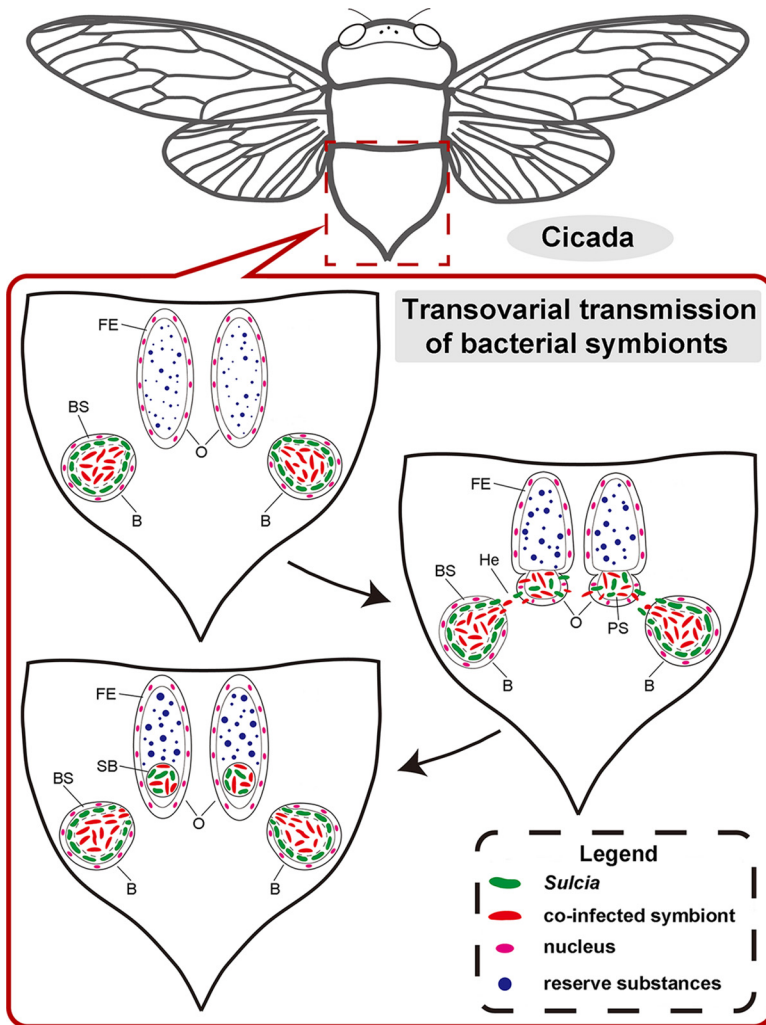 Cicada
Transovarial transmission
of bacterial symbionts
FE
BS
O
B
B
FE
He
BS
O
PS
B
B
FE
SB
BS
O
B
B
Legend
Sulcia
co-infected symbiont
nucleus
reserve substances